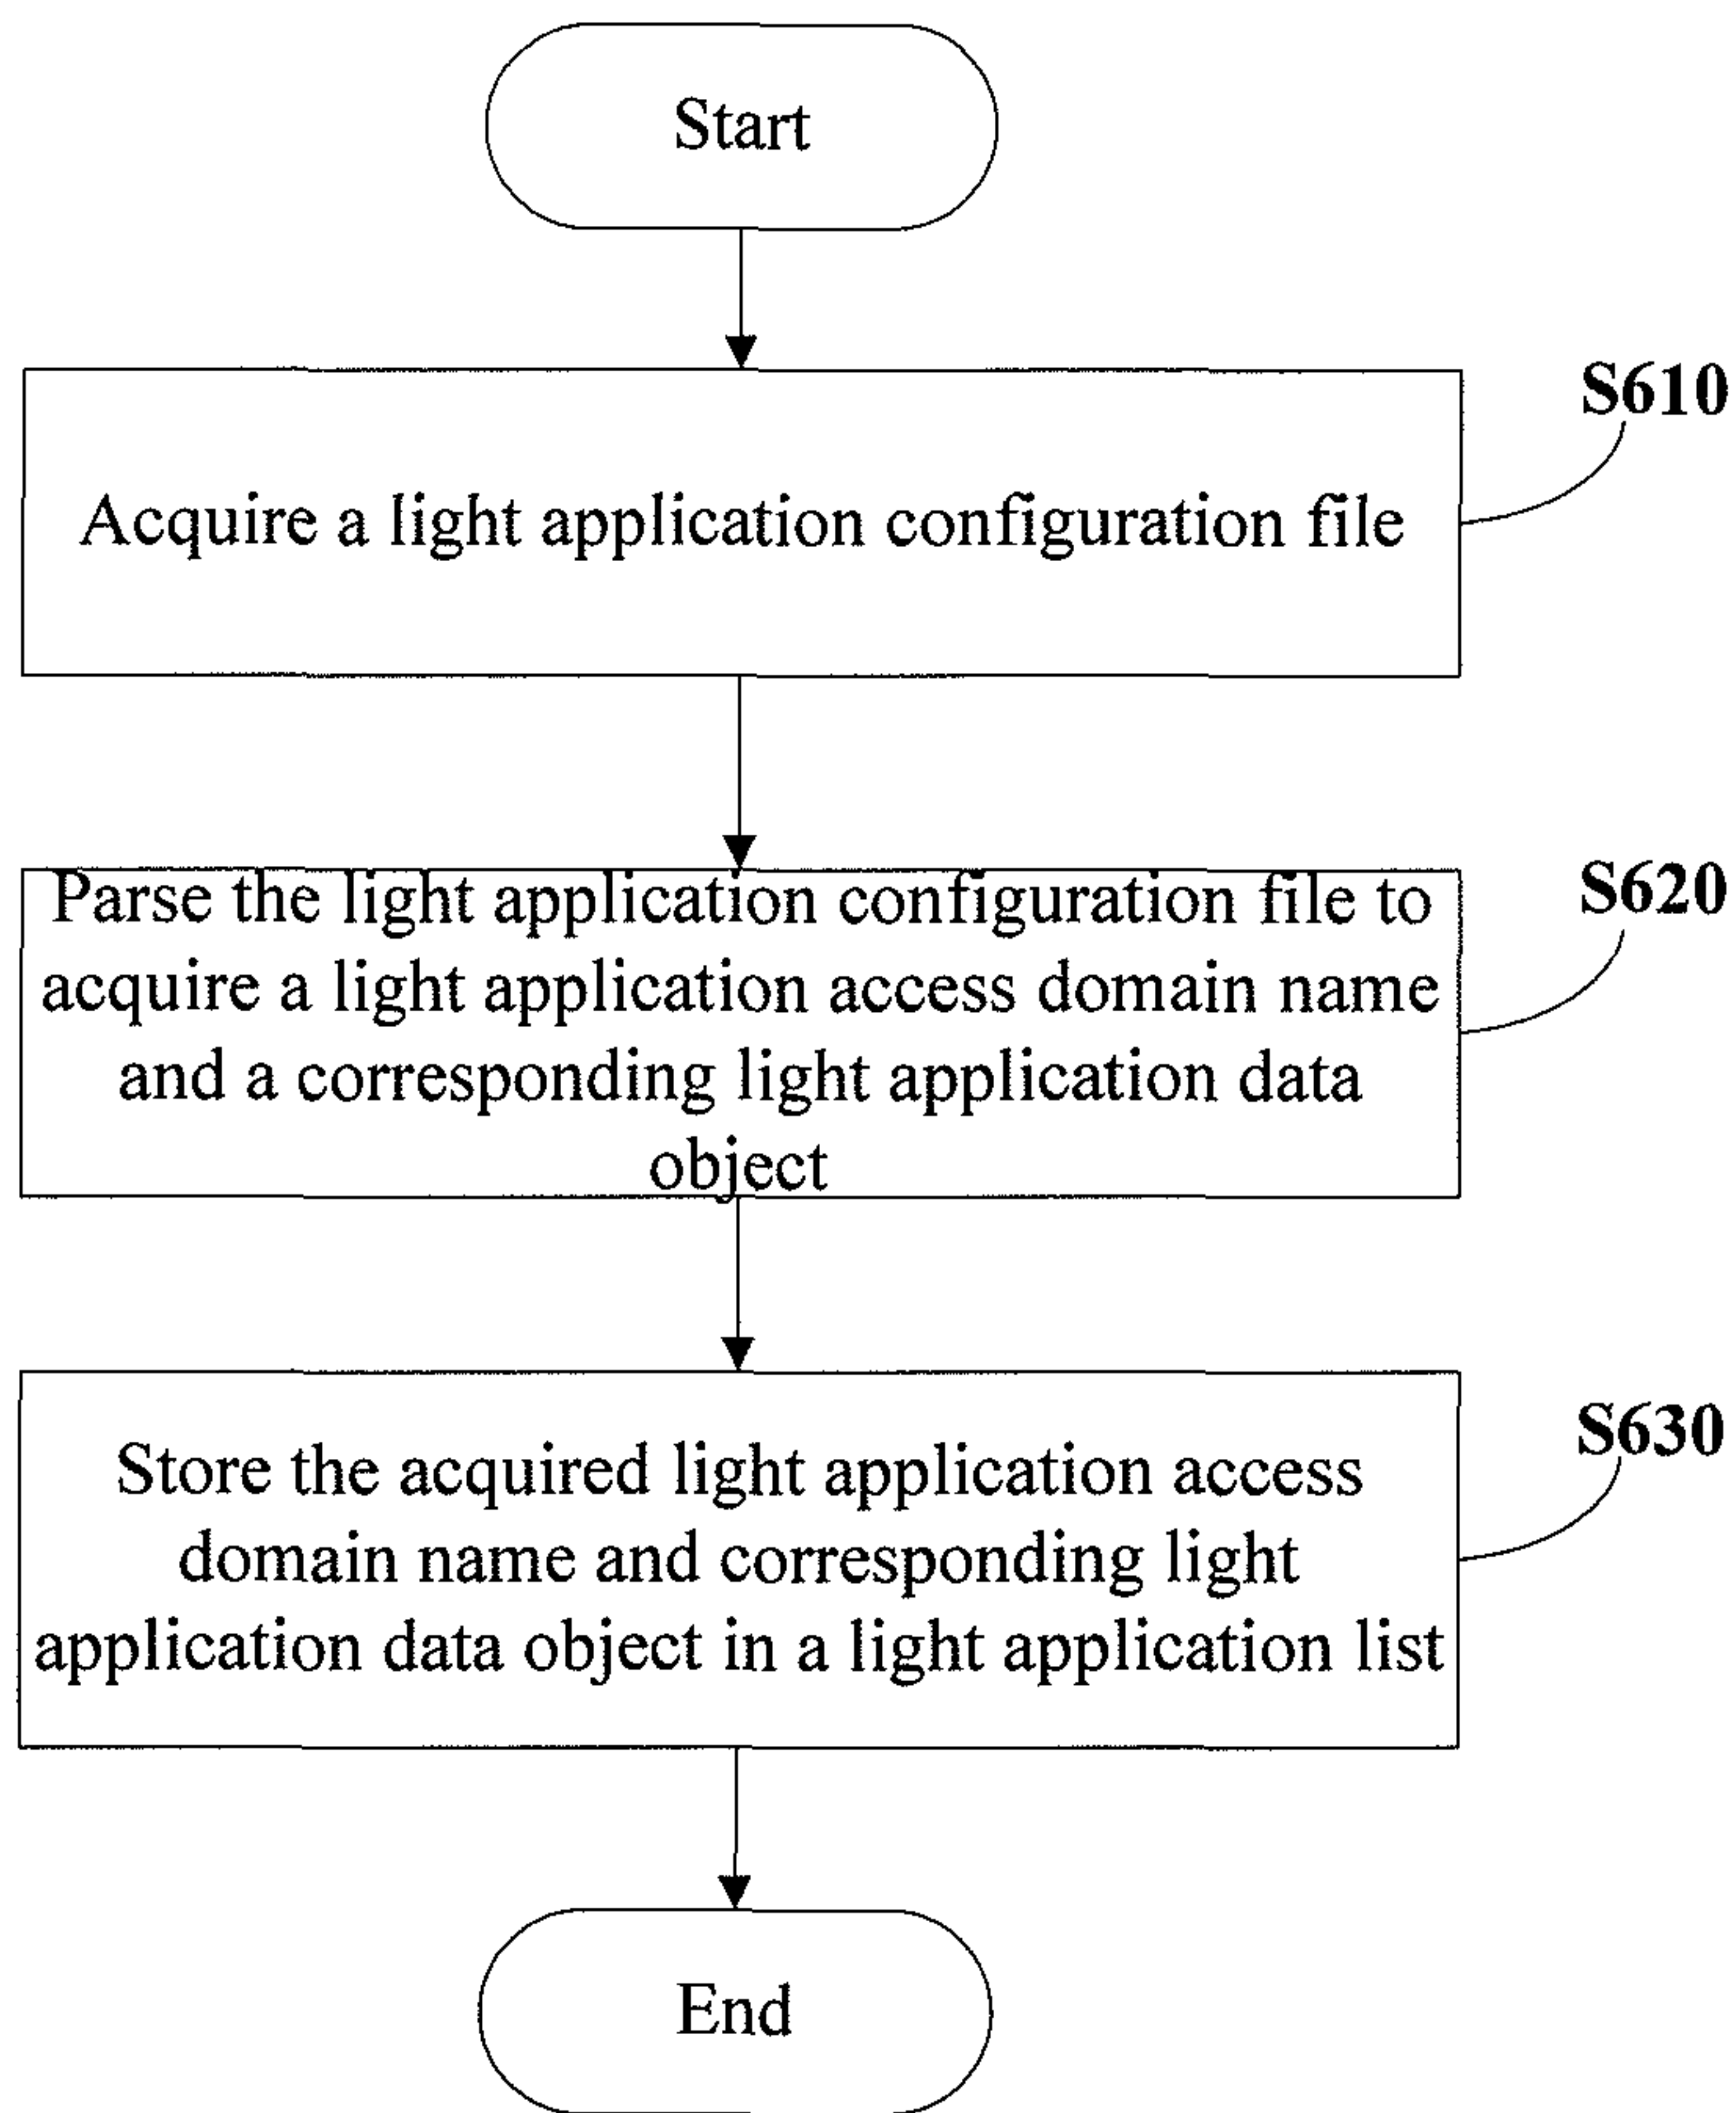 Start
S610
Acquire a light application configuration file
S620
Parse the light application configuration file to
acquire a light application access domain name
and a corresponding light application data
object
S630
Store the acquired light application access
domain name and corresponding light
application data object in a light application list
End